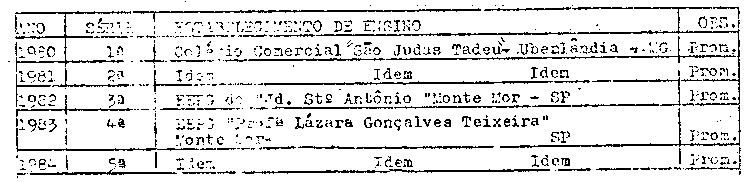 ANO SÉRIE ESTABELECIMENTO DE ENSINO OBS.
1980 1ª Colégio Comercial São Judas Tadeu- Uberlândia - MG Prom.
1981 2ª Idem Idem Idem Prom.
1982 3ª EEPG do "Jd. Stº Antônio "Monte Mor - SP Prom.
1983 4ª EEPG "Profª Lázara Gonçalves Teixeira"
Monte Mor- SP Prom.
1984 5ª Idem Idem Idem Prom.